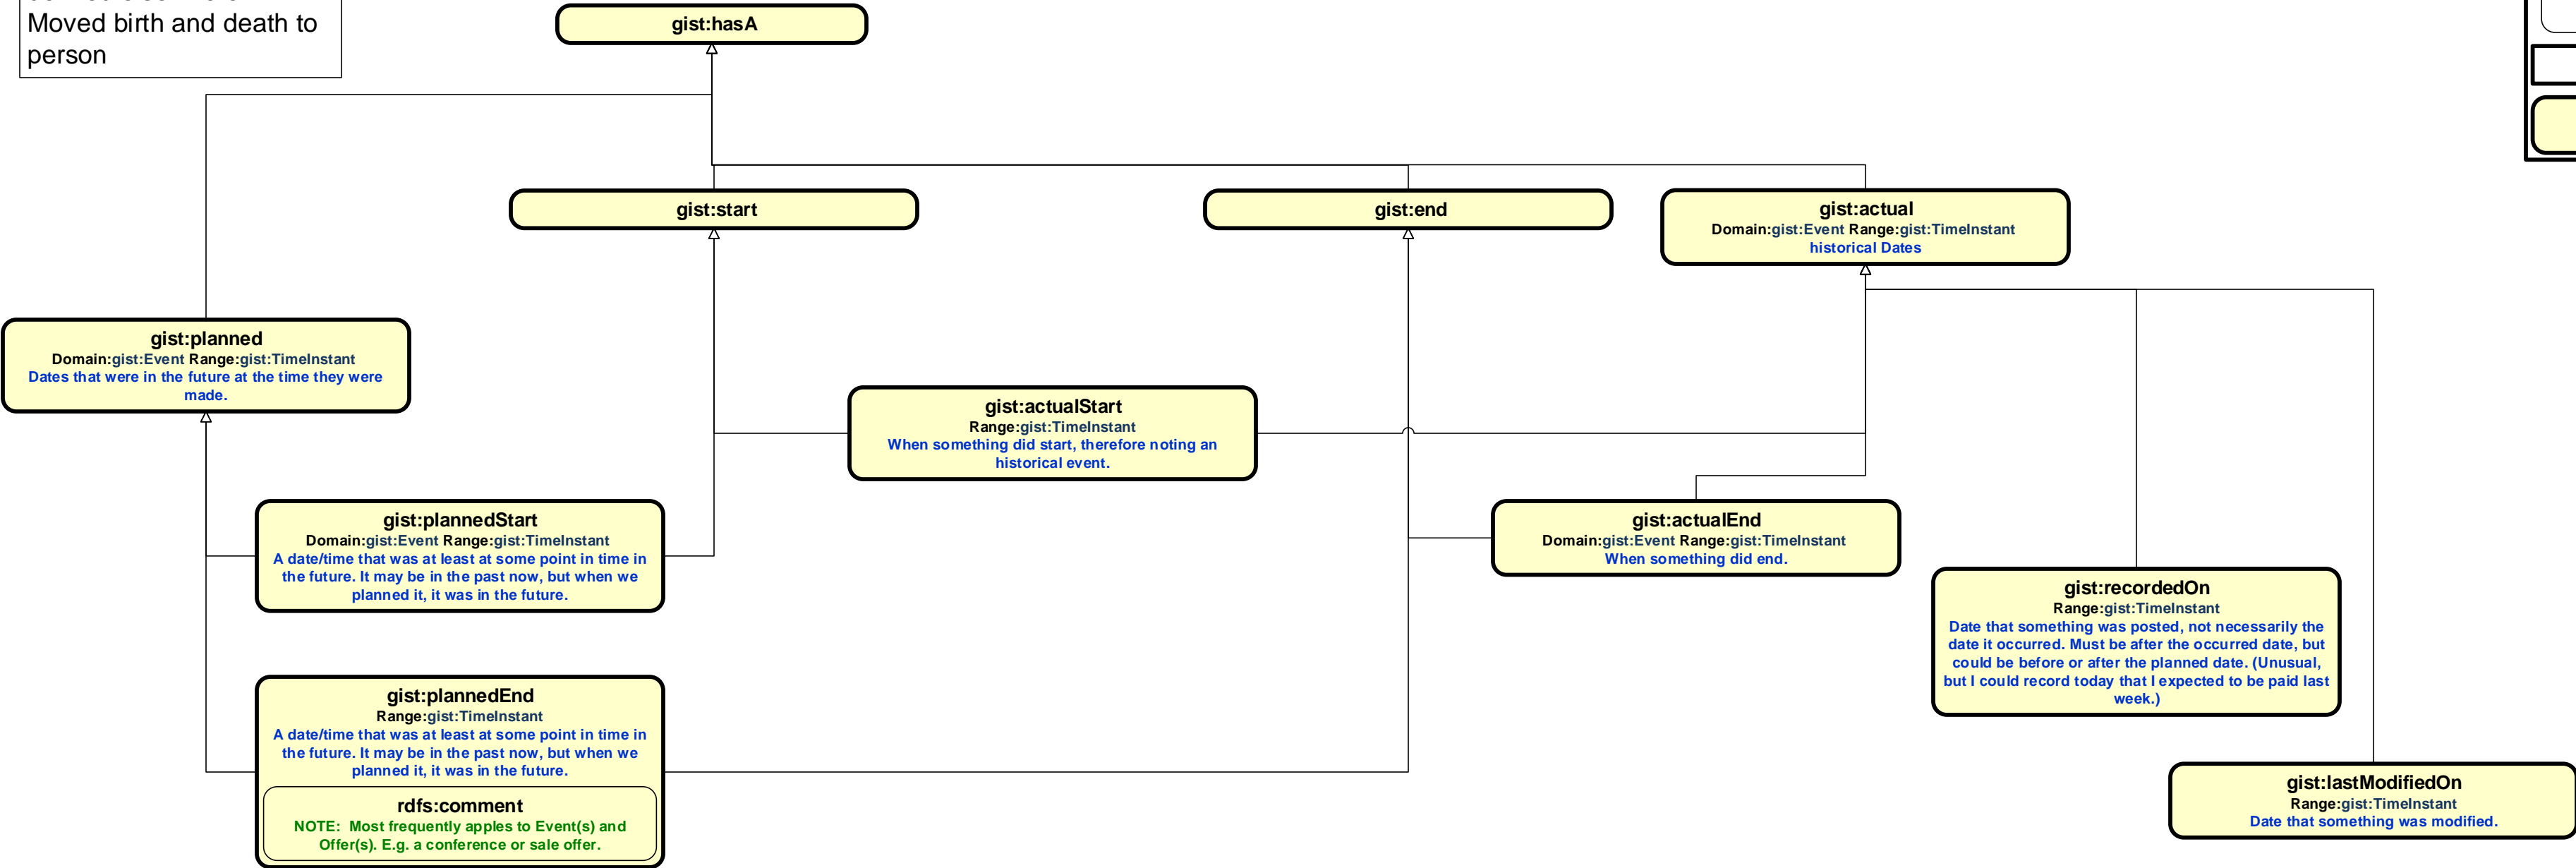 Moved birth and death to
person
gist:hasA
gist:start
gist:end
gist:actual
Domain:gist:Event Range:gist:TimeInstant
historical Dates
gist:planned
Domain:gist:Event Range:gist:TimeInstant
Dates that were in the future at the time they were
made.
gist:actualStart
Range:gist:TimeInstant
When something did start, therefore noting an
historical event.
gist:plannedStart
Domain:gist:Event Range:gist:TimeInstant
A date/time that was at least at some point in time in
the future. It may be in the past now, but when we
planned it, it was in the future.
gist:actualEnd
Domain:gist:Event Range:gist:TimeInstant
When something did end.
gist:recordedOn
Range:gist:TimeInstant
Date that something was posted, not necessarily the
date it occurred. Must be after the occurred date, but
could be before or after the planned date. (Unusual,
but I could record today that I expected to be paid last
week.)
gist:plannedEnd
Range:gist:TimeInstant
A date/time that was at least at some point in time in
the future. It may be in the past now, but when we
planned it, it was in the future.
rdfs:comment
NOTE: Most frequently apples to Event(s) and
Offer(s). E.g. a conference or sale offer.
gist:lastModifiedOn
Range:gist:TimeInstant
Date that something was modified.